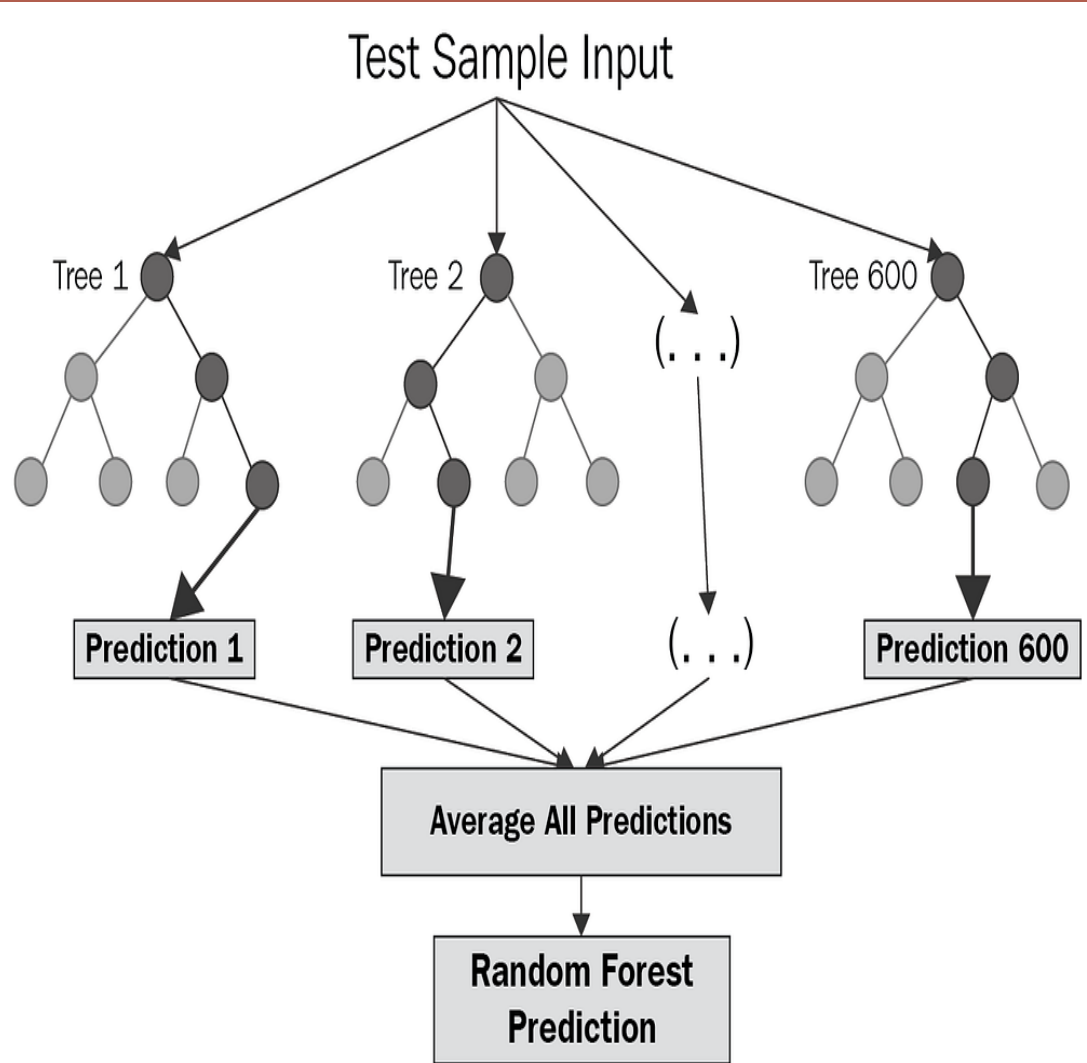 Test Sample Input
Tree 1
Tree 2
Tree 600
(. . .)
Prediction 1
Prediction 2
(. . .)
Prediction 600
Average All Predictions
Random Forest
Prediction